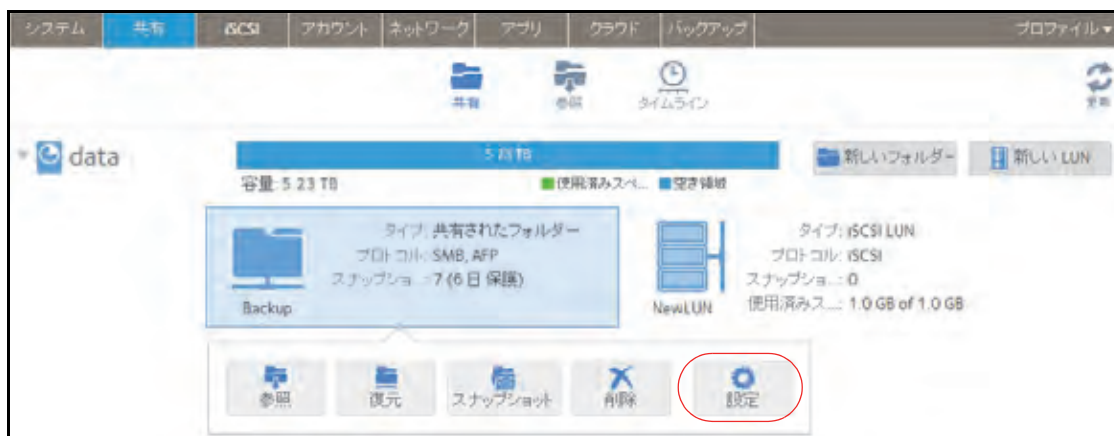 システム 共有 iSCSI アカウント ネットワーク アプリ クラウド バックアップ プロファイル
共有 参照 タイムライン 更新
data 5.23 TB 新しいフォルダー 新しい LUN
容量: 5.23 TB 使用済みスペ... 空き領域
タイプ: 共有されたフォルダー
プロトコル: SMB, AFP
スナップショ...: 7 (6 日 保護)
Backup
タイプ: iSCSI LUN
プロトコル: iSCSI
スナップショ...: 0
使用済みス...: 1.0 GB of 1.0 GB
NewLUN
参照 復元 スナップショット 削除 設定